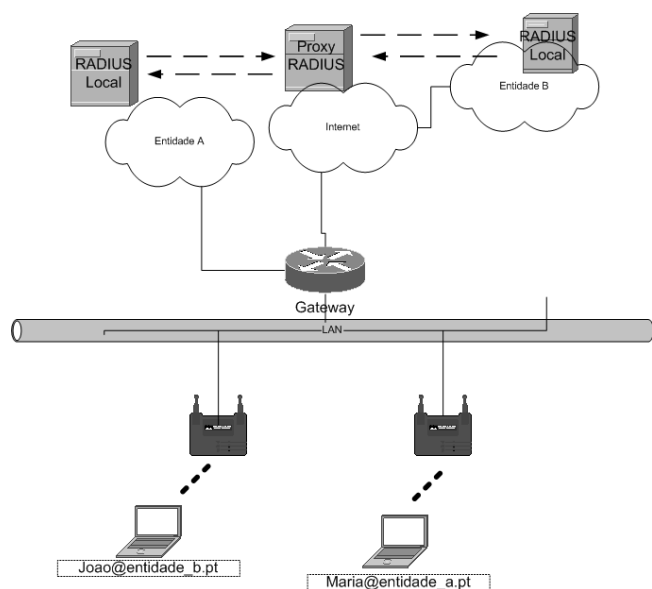 RADIUS
Local
Proxy
RADIUS
RADIUS
Local
Entidade A
Internet
Entidade B
Gateway
LAN
Joao@entidade_b.pt
Maria@entidade_a.pt